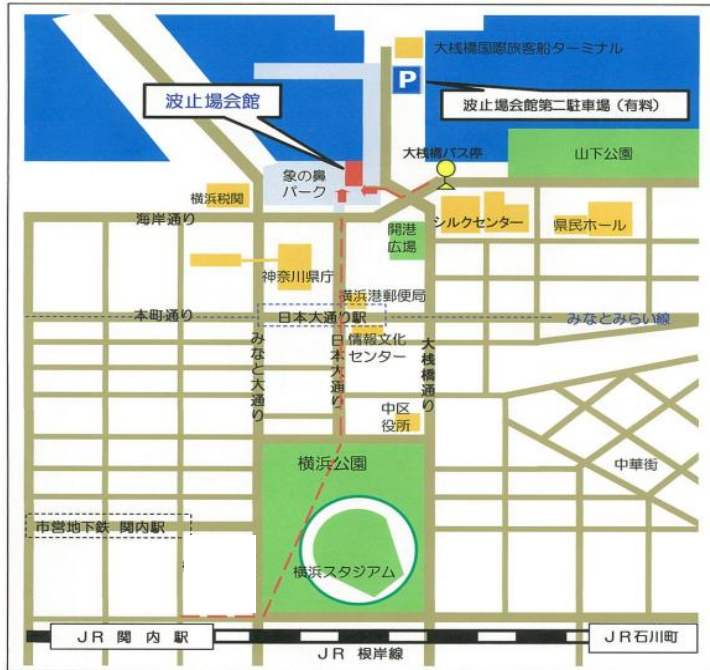 大桟橋国際旅客船ターミナル
P
波止場会館
波止場会館第二駐車場（有料）
大桟橋バス停
山下公園
象の鼻
パーク
横浜税関
海岸通り
シルクセンター
県民ホール
開港
広場
神奈川県庁
横浜港郵便局
本町通り
日本大通り駅
みなとみらい線
情報文化
センター
みなと大通り
日本大通り
大桟橋通り
中区
役所
横浜公園
中華街
市営地下鉄 関内駅
横浜スタジアム
JR 関内駅
JR石川町
JR 根岸線